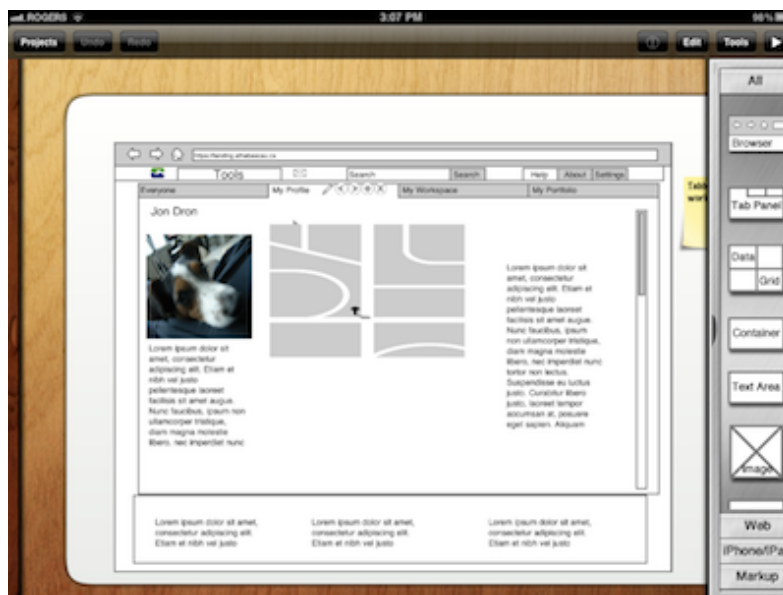 ROGERS 3:07 PM 98%
Projects Undo Redo Edit Tools
All
Browser
Tab Panel
Data
Grid
Container
Text Area
Image
Web
iPhone/iPa
Markup
Tools Search Search Help About Settings
Everyone My Profile My Workspace My Portfolio
Jon Dron
Lorem ipsum dolor sit
amet, consectetur
adipiscing elit. Etiam et
nibh vel justo
pellentesque laoreet
facilisis sit amet augue.
Nunc faucibus, ipsum non
ullamcorper tristique,
diam magna molestie
libero, nec imperdiet nunc
Lorem ipsum dolor sit
amet, consectetur
adipiscing elit. Etiam et
nibh vel justo
pellentesque laoreet
facilisis sit amet augue.
Nunc faucibus, ipsum
non ullamcorper tristique,
diam magna molestie
libero, nec imperdiet nunc
tortor non lectus.
Suspendisse eu luctus
justo. Curabitur libero
justo, laoreet tempor
accumsan at, posuere
eget sapien. Aliquam
Lorem ipsum dolor sit amet,
consectetur adipiscing elit.
Etiam et nibh vel justo
Lorem ipsum dolor sit amet,
consectetur adipiscing elit.
Etiam et nibh vel justo
Lorem ipsum dolor sit amet,
consectetur adipiscing elit.
Etiam et nibh vel justo